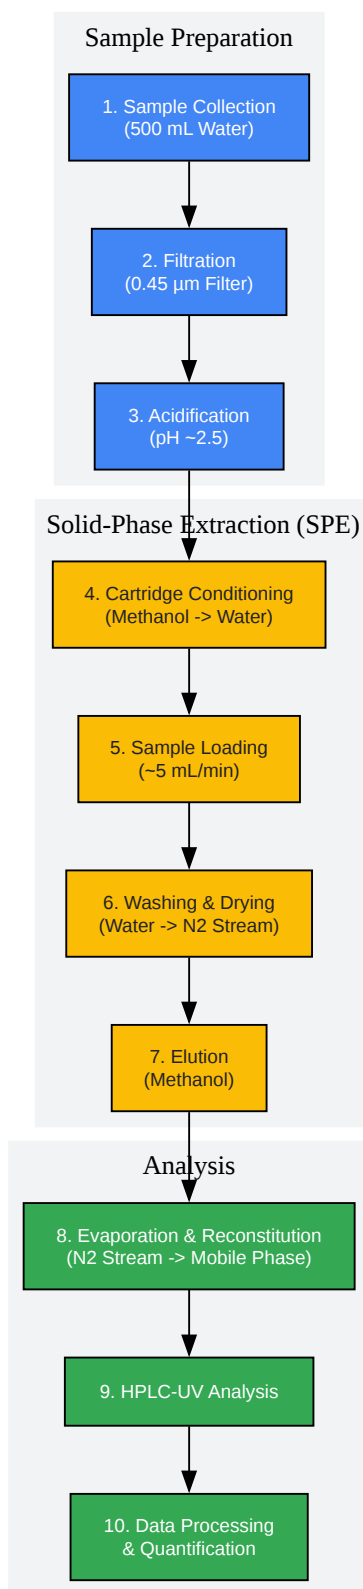 Sample Preparation
1. Sample Collection
(500 mL Water)
2. Filtration
(0.45 µm Filter)
3. Acidification
(pH ~2.5)
Solid-Phase Extraction (SPE)
4. Cartridge Conditioning
(Methanol -> Water)
5. Sample Loading
(~5 mL/min)
6. Washing & Drying
(Water -> N2 Stream)
7. Elution
(Methanol)
Analysis
8. Evaporation & Reconstitution
(N2 Stream -> Mobile Phase)
9. HPLC-UV Analysis
10. Data Processing
& Quantification